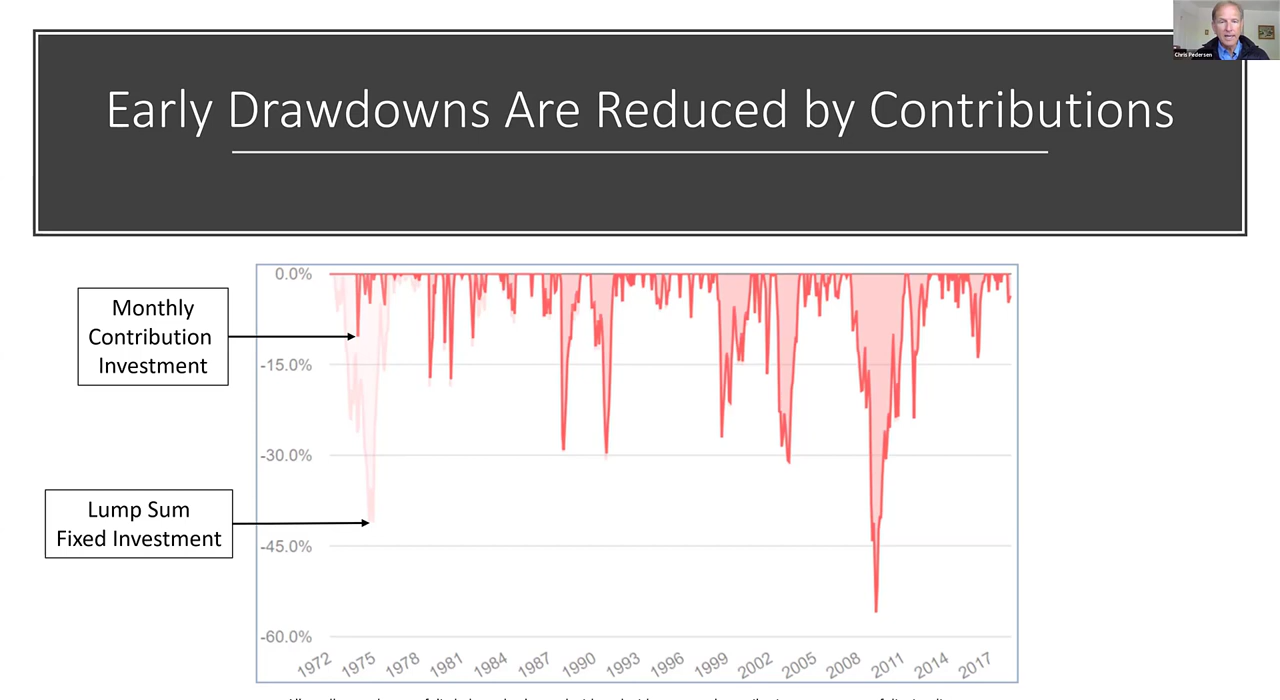 Chris Pedersen
Early Drawdowns Are Reduced by Contributions
Monthly
Contribution
Investment
Lump Sum
Fixed Investment
0.0%
-15.0%
-30.0%
-45.0%
-60.0%
1972 1975 1978 1981 1984 1987 1990 1993 1996 1999 2002 2005 2008 2011 2014 2017